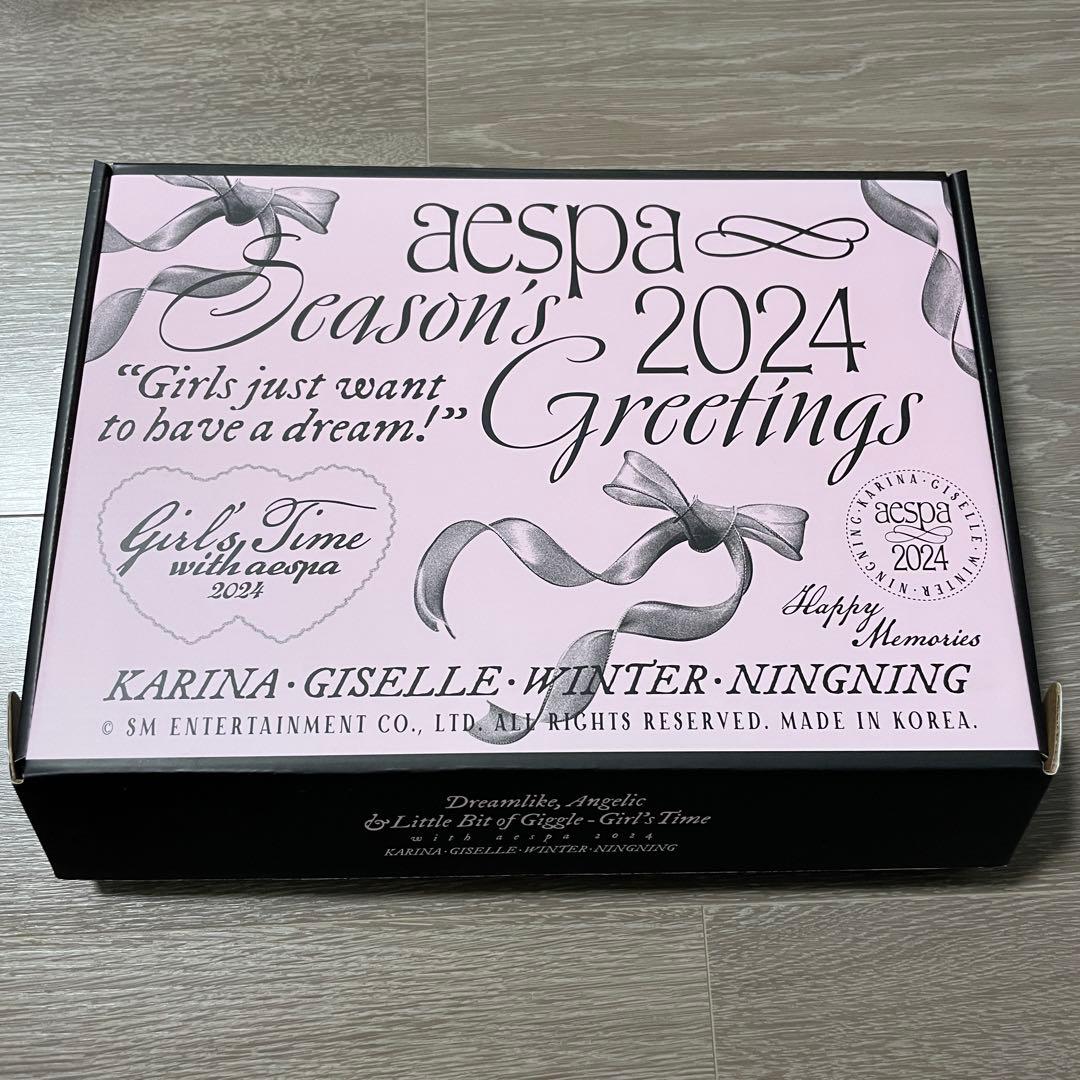 aespa
Season's 2024
Greetings
“Girls just want
to have a dream!”
Girl's Time
with aespa
2024
KARINA · GISELLE · WINTER · NINGNING ·
aespa
2024
Happy
Memories
KARINA · GISELLE · WINTER · NINGNING
© SM ENTERTAINMENT CO., LTD. ALL RIGHTS RESERVED. MADE IN KOREA.
Dreamlike, Angelic
& Little Bit of Giggle - Girl's Time
with aespa 2024
KARINA · GISELLE · WINTER · NINGNING